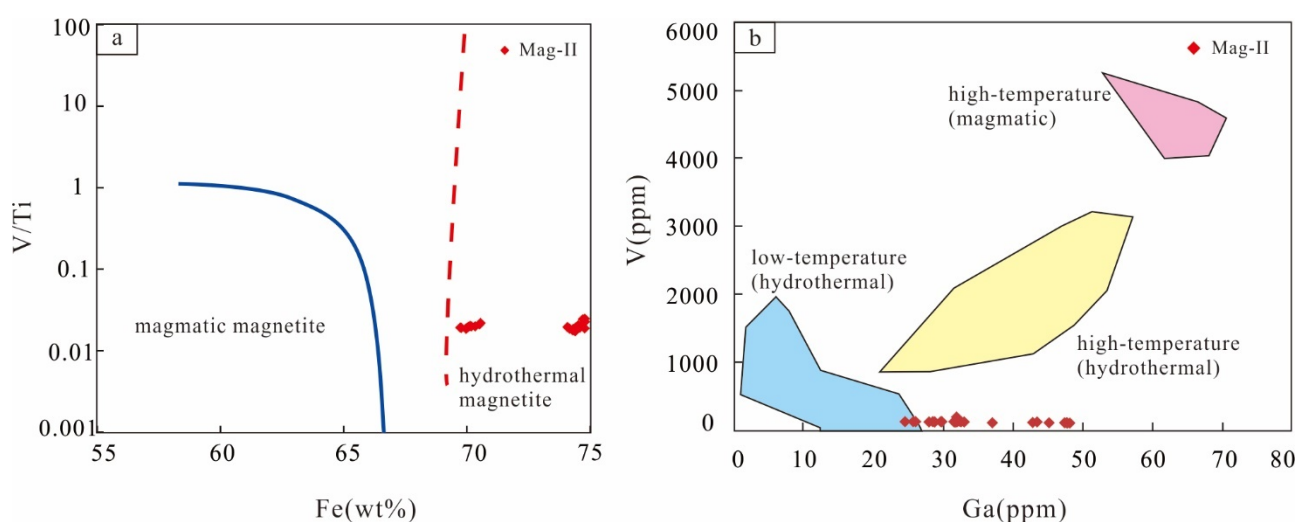 a
Mag-II
100
10
1
0.1
0.01
0.001
V/Ti
magmatic magnetite
hydrothermal
magnetite
55
60
65
70
75
Fe(wt%)
b
Mag-II
6000
5000
4000
3000
2000
1000
0
V(ppm)
high-temperature
(magmatic)
low-temperature
(hydrothermal)
high-temperature
(hydrothermal)
0
10
20
30
40
50
60
70
80
Ga(ppm)